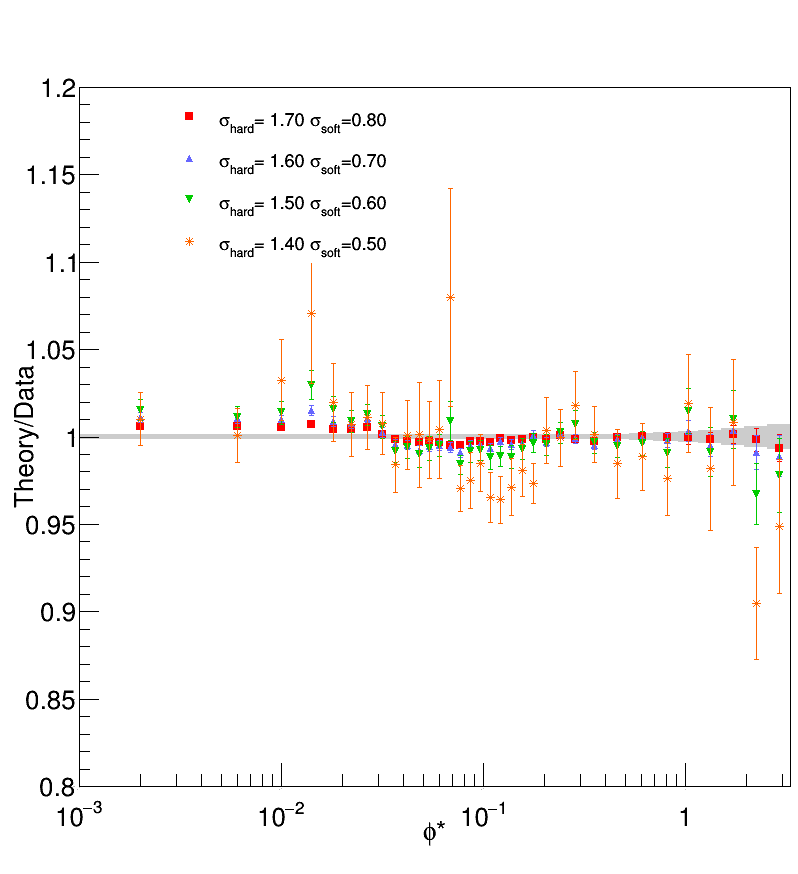 1.2
σhard= 1.70 σsoft=0.80
σhard= 1.60 σsoft=0.70
1.15
σhard= 1.50 σsoft=0.60
σhard= 1.40 σsoft=0.50
1.1
1.05
1
Theory/Data
0.95
0.9
0.85
0.8
10−3 10−2 10−1 1
ϕ*